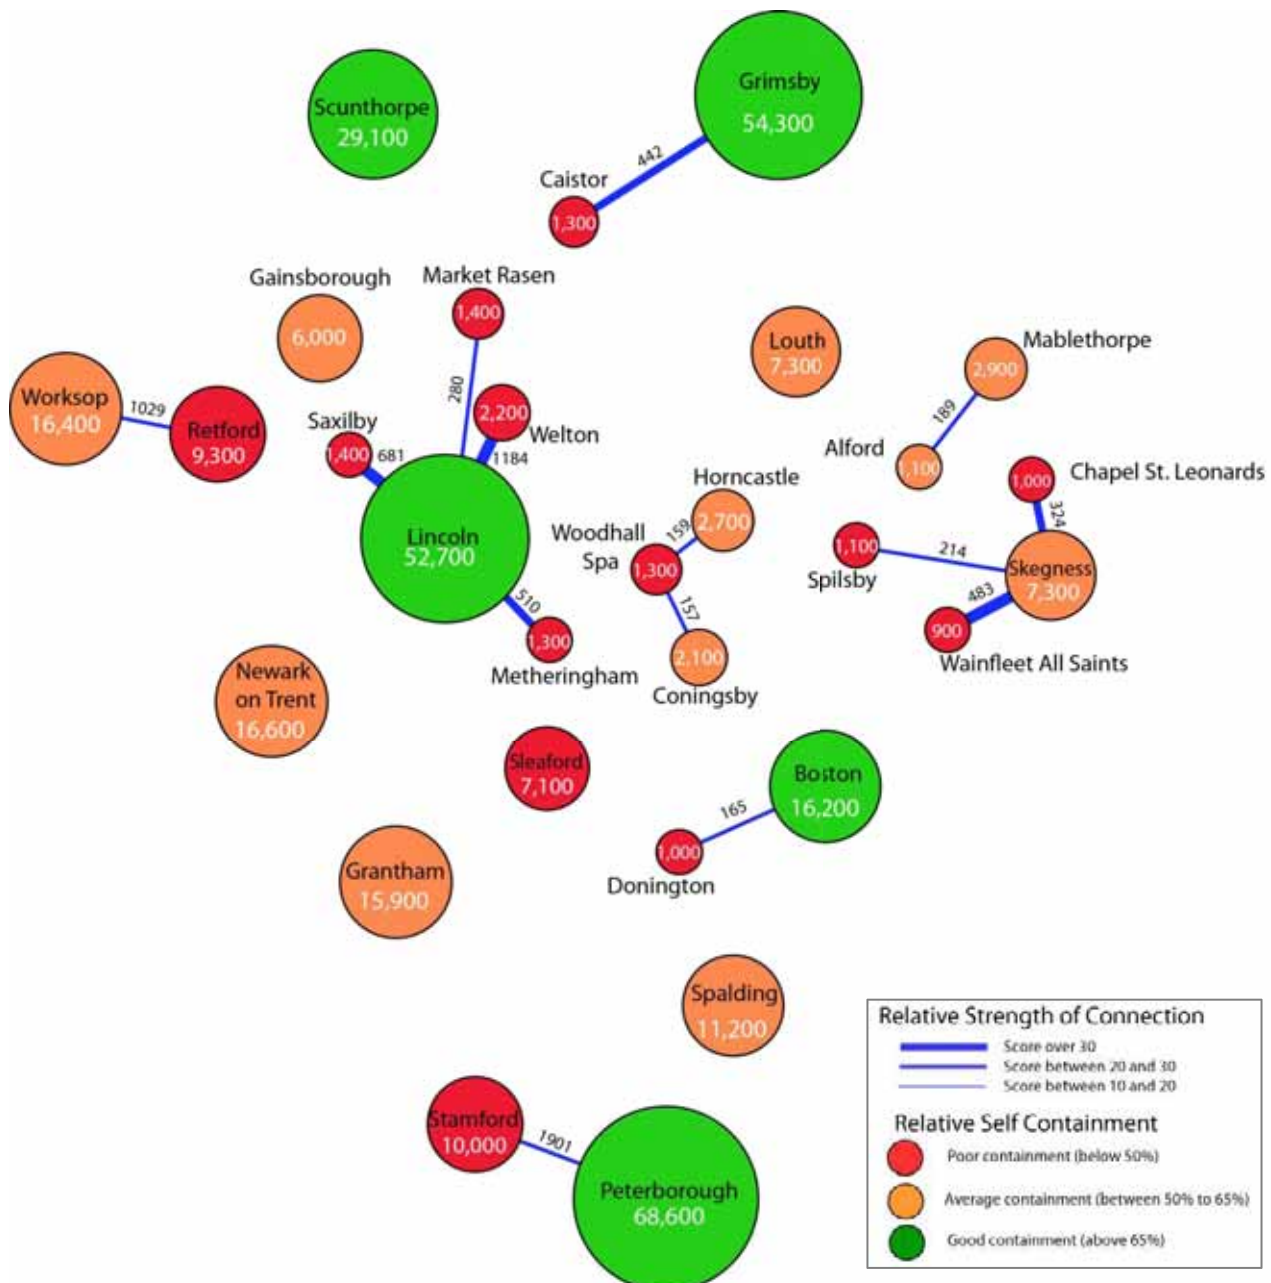 Grimsby
54,300
Scunthorpe
29,100
442
Caistor
1,300
Market Rasen
1,400
Gainsborough
6,000
Louth
7,300
Mablethorpe
2,900
189
Alford
1,100
Worksop
16,400
1029
Retford
9,300
280
Saxilby
1,400
681
2,200
Welton
1184
Lincoln
52,700
510
1,300
Metheringham
Horncastle
2,700
159
Woodhall
Spa
1,300
157
2,100
Coningsby
Chapel St. Leonards
1,000
324
1,100
Spilsby
214
Skegness
7,300
483
900
Wainfleet All Saints
Newark
on Trent
16,600
Sleaford
7,100
Boston
16,200
165
1,000
Donington
Grantham
15,900
Spalding
11,200
Stamford
10,000
1901
Peterborough
68,600
Relative Strength of Connection
Score over 30
Score between 20 and 30
Score between 10 and 20
Relative Self Containment
Poor containment (below 50%)
Average containment (between 50% to 65%)
Good containment (above 65%)